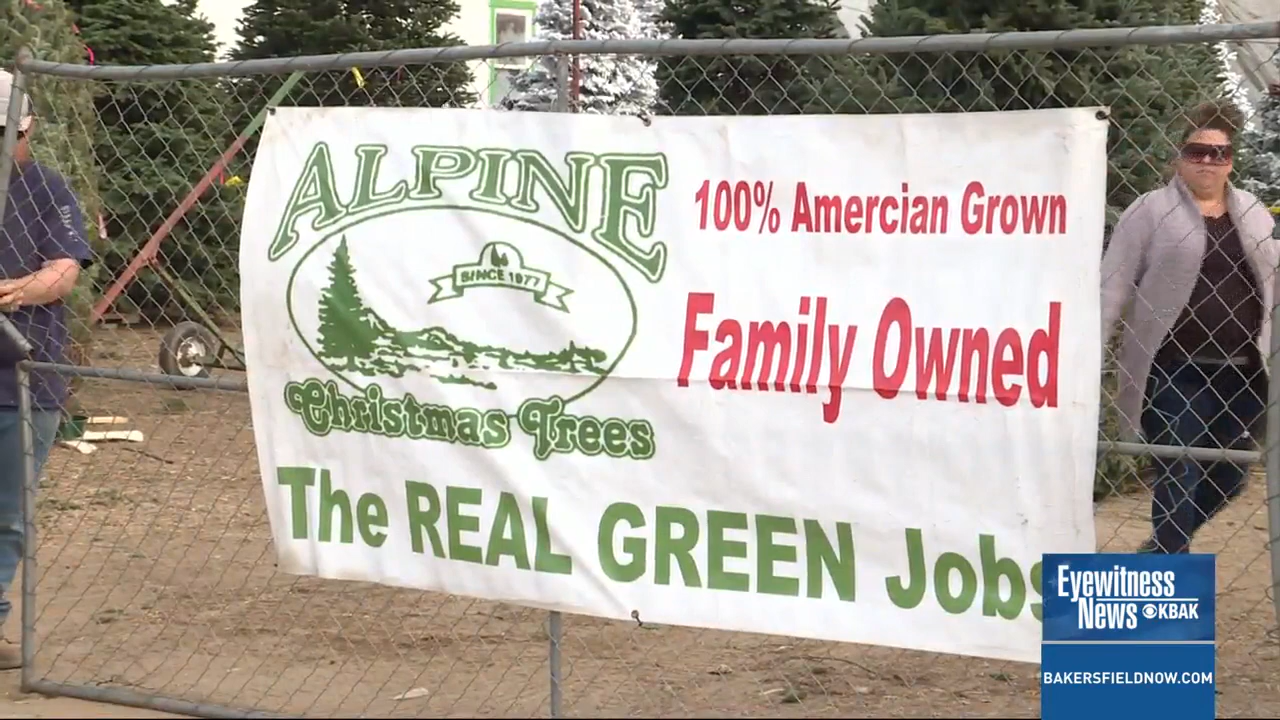 ALPINE
SINCE 1977
Christmas Trees
100% Amercian Grown
Family Owned
The REAL GREEN Jobs
Eyewitness
News KBAK
BAKERSFIELDNOW.COM